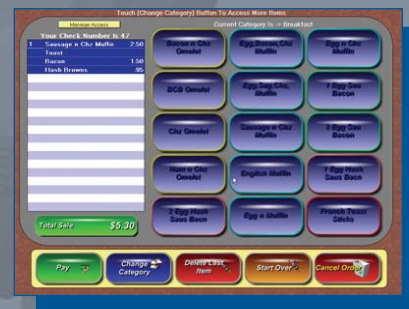 Touch (Change Category) Button To Access More Items
Manager Access
Current Category Is -> Breakfast
Your Check Number Is 47
1 Sausage n Chz Muffin 2.50
Toast
Bacon 1.50
Hash Browns .95
Total Sale $5.30
Bacon n Chz Omelet
Egg,Bacon,Chz Muffin
Egg n Chz Muffin
BCB Omelet
Egg,Sag,Chz, Muffin
1 Egg Sau Bacon
Chz Omelet
Sausage n Chz Muffin
2 Egg Sau Bacon
Ham n Chz Omelet
English Muffin
1 Egg Hash Saus Bacn
2 Egg Hash Saus Bacn
Egg n Muffin
French Toast Sticks
Pay
Change Category
Delete Last Item
Start Over
Cancel Order